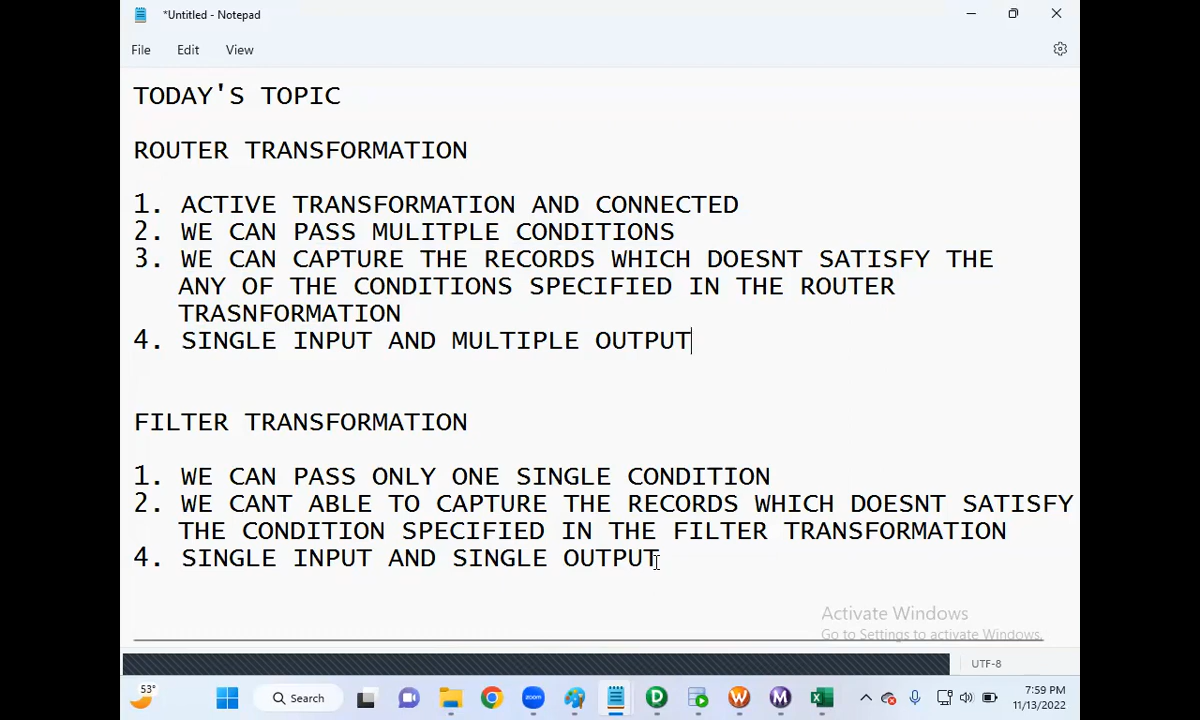 *Untitled - Notepad
File Edit View
TODAY'S TOPIC
ROUTER TRANSFORMATION
1. ACTIVE TRANSFORMATION AND CONNECTED
2. WE CAN PASS MULITPLE CONDITIONS
3. WE CAN CAPTURE THE RECORDS WHICH DOESNT SATISFY THE
ANY OF THE CONDITIONS SPECIFIED IN THE ROUTER
TRASNFORMATION
4. SINGLE INPUT AND MULTIPLE OUTPUT
FILTER TRANSFORMATION
1. WE CAN PASS ONLY ONE SINGLE CONDITION
2. WE CANT ABLE TO CAPTURE THE RECORDS WHICH DOESNT SATISFY
THE CONDITION SPECIFIED IN THE FILTER TRANSFORMATION
4. SINGLE INPUT AND SINGLE OUTPUT
Activate Windows
Go to Settings to activate Windows.
UTF-8
53°
Search
zoom
D
W
M
7:59 PM
11/13/2022